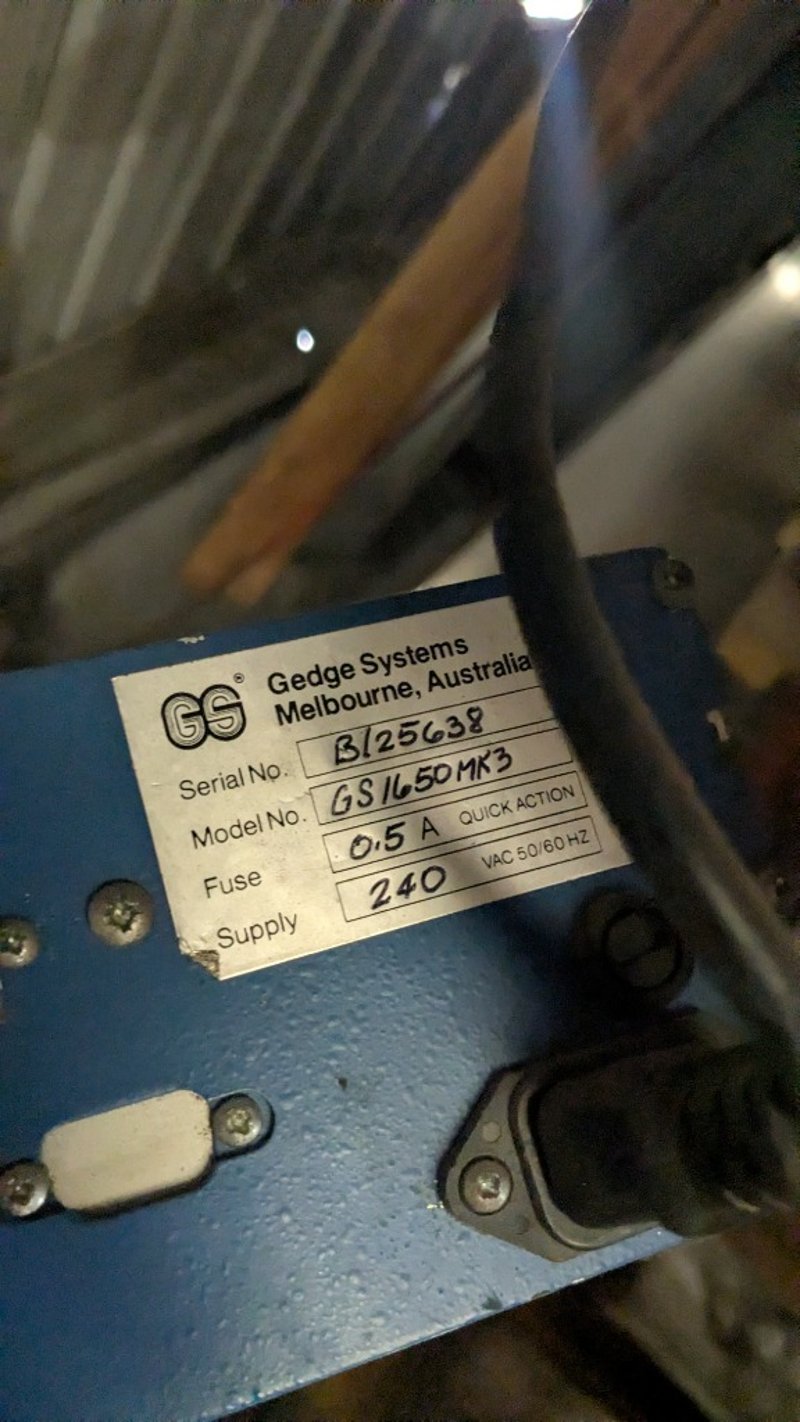 GS® Gedge Systems
Melbourne, Australia
Serial No. B125638
Model No. GS1650MK3
Fuse 0.5 A QUICK ACTION
Supply 240 VAC 50/60 HZ